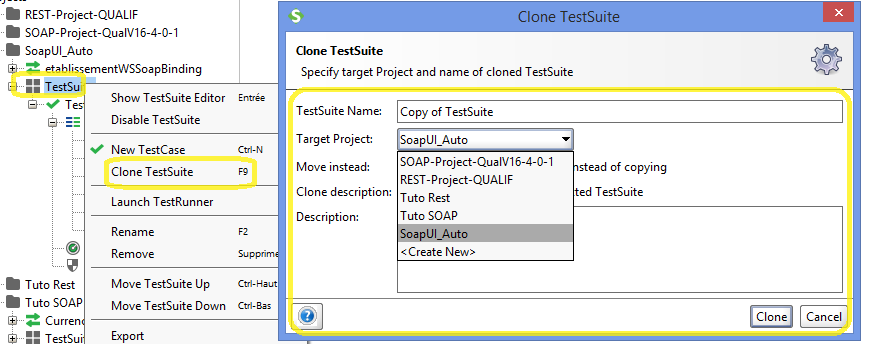 REST-Project-QUALIF
SOAP-Project-QualV16-4-0-1
SoapUI_Auto
etablissementWSSoapBinding
TestSui
Tes
Tuto Rest
Tuto SOAP
Currenc
TestSuit
Show TestSuite Editor Entrée
Disable TestSuite
New TestCase Ctrl-N
Clone TestSuite F9
Launch TestRunner
Rename F2
Remove Supprime
Move TestSuite Up Ctrl-Haut
Move TestSuite Down Ctrl-Bas
Export
Clone TestSuite
Clone TestSuite
Specify target Project and name of cloned TestSuite
TestSuite Name: Copy of TestSuite
Target Project: SoapUI_Auto
SOAP-Project-QualV16-4-0-1
REST-Project-QUALIF
Tuto Rest
Tuto SOAP
SoapUI_Auto
<Create New>
Move instead: nstead of copying
Clone description: ted TestSuite
Description:
Clone Cancel